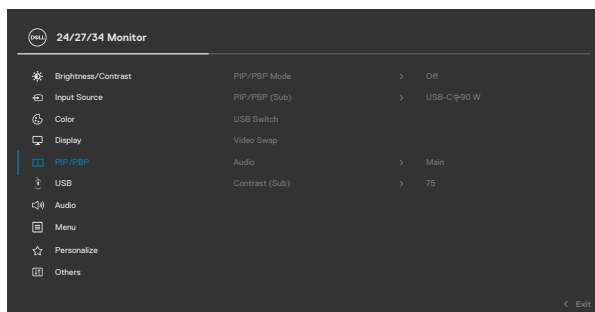 DELL 24/27/34 Monitor
Brightness/Contrast PIP/PBP Mode > Off
Input Source PIP/PBP (Sub) > USB-C 90 W
Color USB Switch
Display Video Swap
PIP/PBP Audio > Main
USB Contrast (Sub) > 75
Audio
Menu
Personalize
Others
< Exit